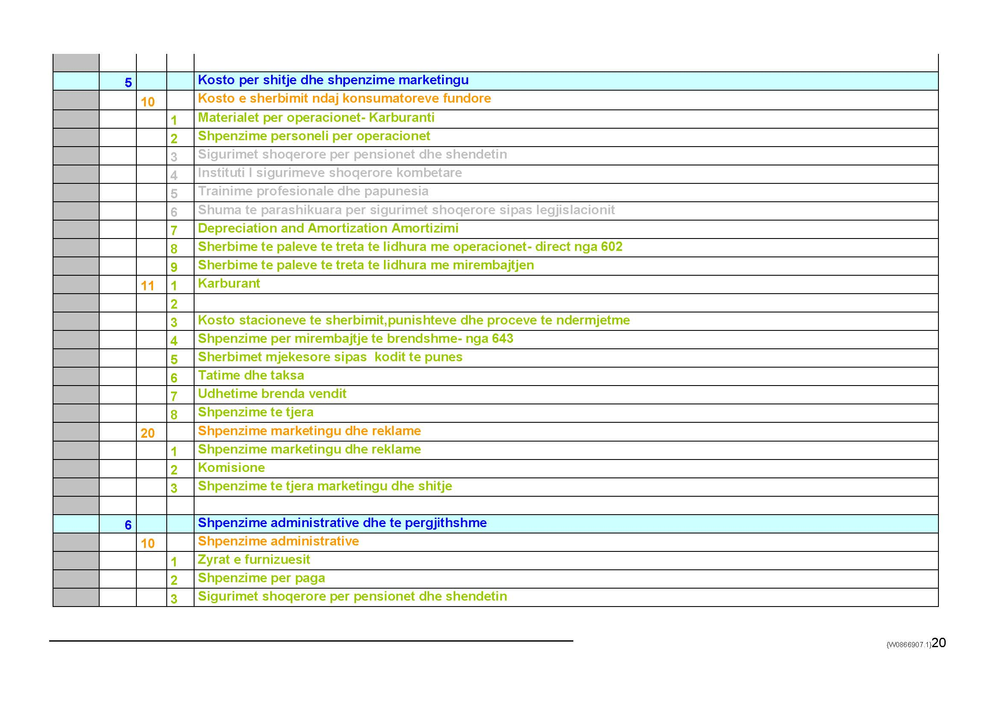 5 Kosto per shitje dhe shpenzime marketingu
10 Kosto e sherbimit ndaj konsumatoreve fundore
1 Materialet per operacionet- Karburanti
2 Shpenzime personeli per operacionet
3 Sigurimet shoqerore per pensionet dhe shendetin
4 Instituti I sigurimeve shoqerore kombetare
5 Trainime profesionale dhe papunesia
6 Shuma te parashikuara per sigurimet shoqerore sipas legjislacionit
7 Depreciation and Amortization Amortizimi
8 Sherbime te paleve te treta te lidhura me operacionet- direct nga 602
9 Sherbime te paleve te treta te lidhura me mirembajtjen
11 1 Karburant
2
3 Kosto stacioneve te sherbimit,punishteve dhe proceve te ndermjetme
4 Shpenzime per mirembajtje te brendshme- nga 643
5 Sherbimet mjekesore sipas  kodit te punes
6 Tatime dhe taksa
7 Udhetime brenda vendit
8 Shpenzime te tjera
20 Shpenzime marketingu dhe reklame
1 Shpenzime marketingu dhe reklame
2 Komisione
3 Shpenzime te tjera marketingu dhe shitje
6 Shpenzime administrative dhe te pergjithshme
10 Shpenzime administrative
1 Zyrat e furnizuesit
2 Shpenzime per paga
3 Sigurimet shoqerore per pensionet dhe shendetin
{W0866907.1}20